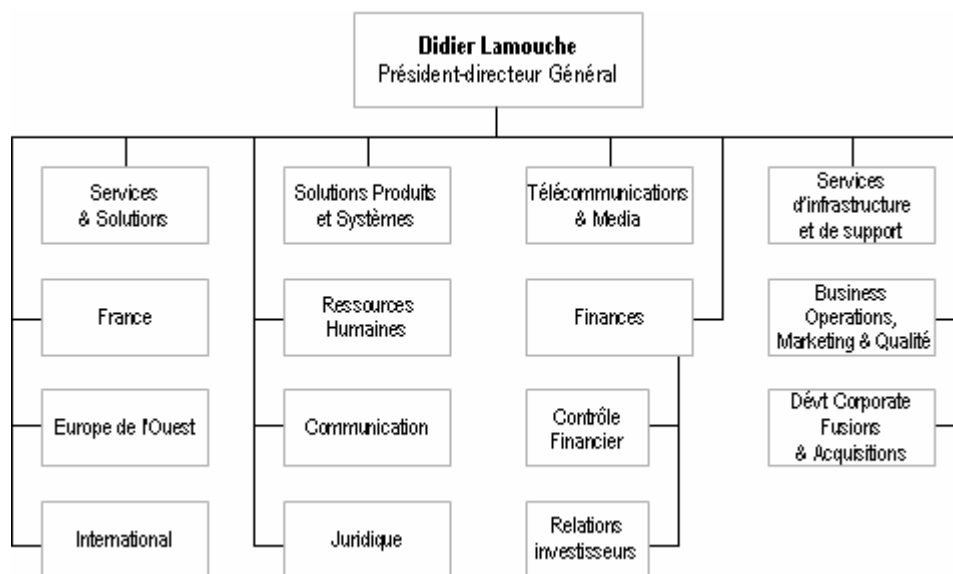 Didier Lamouche
Président-directeur Général
Services
& Solutions
Solutions Produits
et Systèmes
Télécommunications
& Media
Services
d'infrastructure
et de support
France
Ressources
Humaines
Finances
Business
Operations,
Marketing & Qualité
Europe de l'Ouest
Communication
Contrôle
Financier
Dévt Corporate
Fusions
& Acquisitions
International
Juridique
Relations
investisseurs